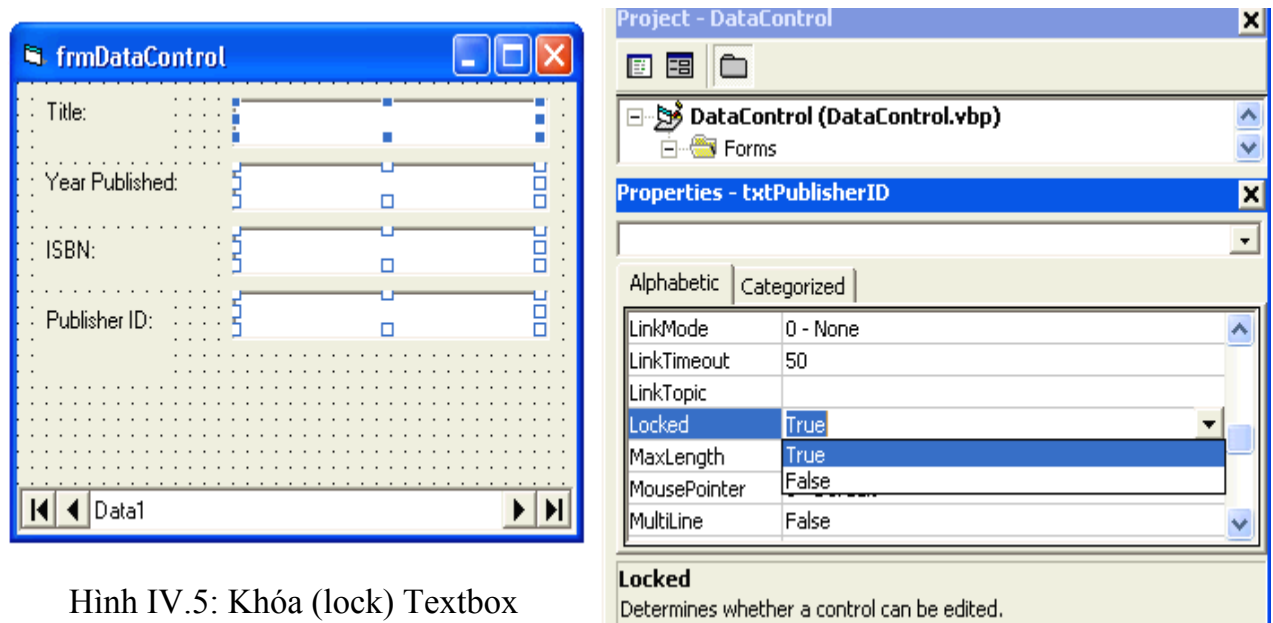 frmDataControl
Title:
Year Published:
ISBN:
Publisher ID:
Data1
Hình IV.5: Khóa (lock) Textbox
Project - DataControl
DataControl (DataControl.vbp)
Forms
Properties - txtPublisherID
Alphabetic Categorized
LinkMode 0 - None
LinkTimeout 50
LinkTopic
Locked True
MaxLength True
False
MousePointer
MultiLine False
Locked
Determines whether a control can be edited.